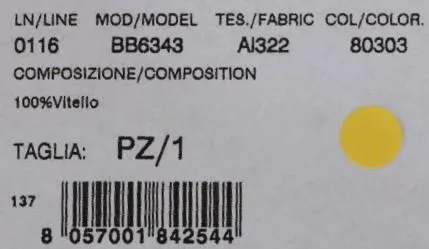 LN/LINE MOD/MODEL TES./FABRIC COL/COLOR.
0116 BB6343 AI322 80303
COMPOSIZIONE/COMPOSITION
100%Vitello
TAGLIA: PZ/1
137
8 057001 842544